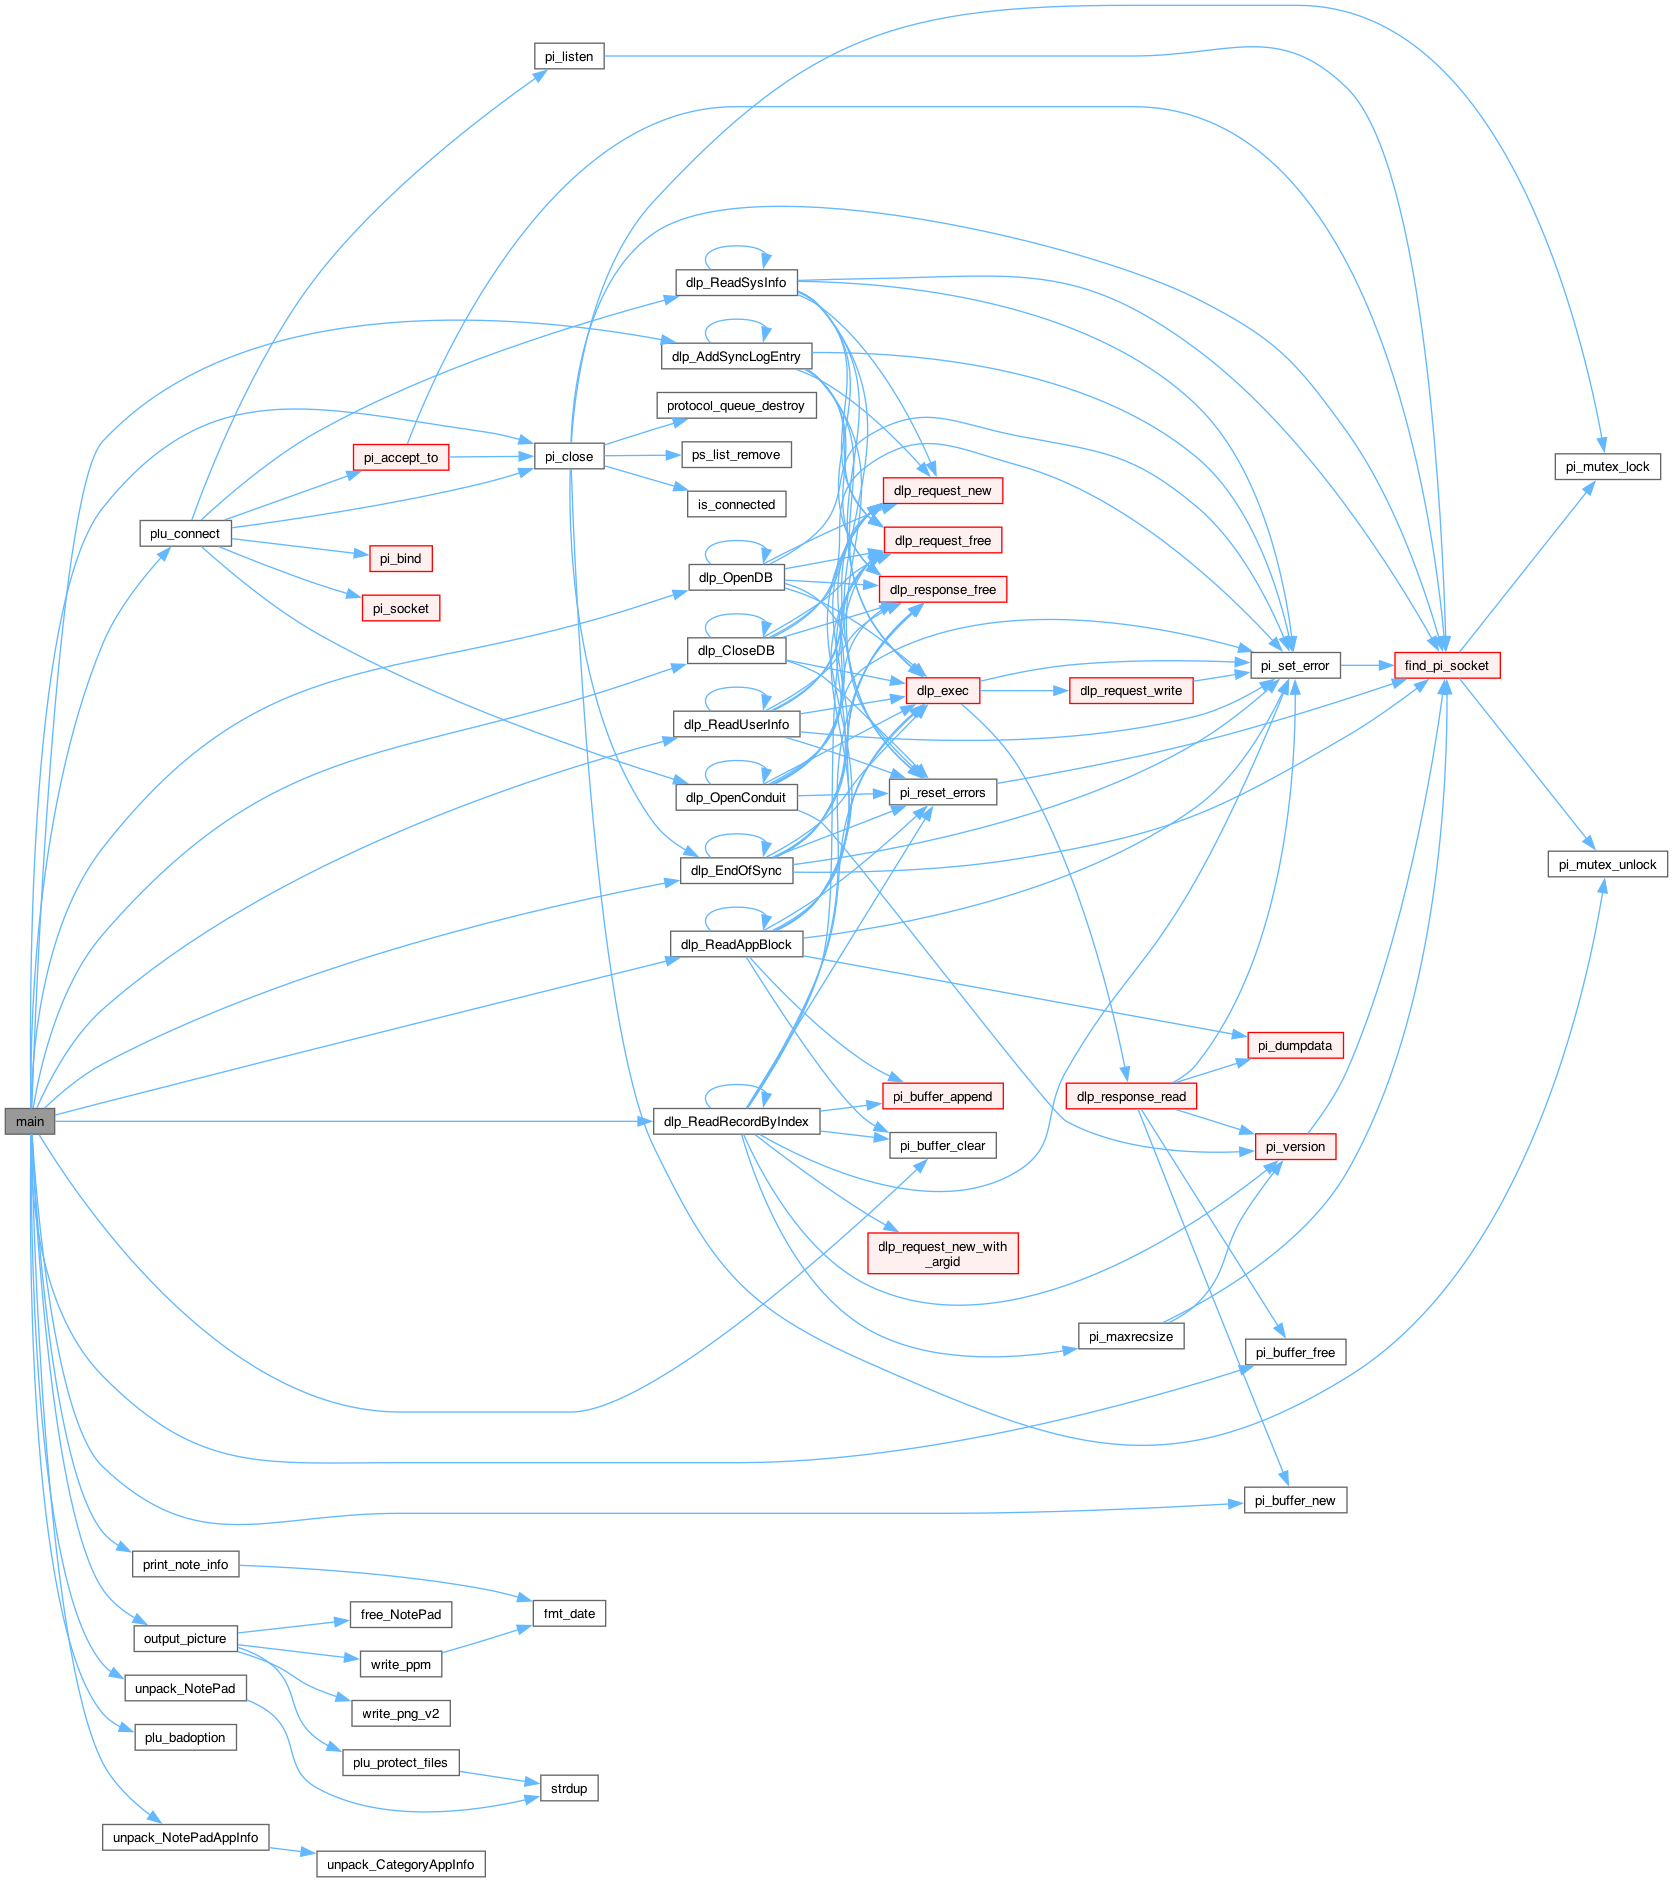 pi_listen
dlp_ReadSysInfo
dlp_AddSyncLogEntry
protocol_queue_destroy
pi_accept_to
pi_close
ps_list_remove
pi_mutex_lock
dlp_request_new
is_connected
plu_connect
dlp_request_free
pi_bind
dlp_OpenDB
dlp_response_free
pi_socket
dlp_CloseDB
pi_set_error
find_pi_socket
dlp_exec
dlp_request_write
dlp_ReadUserInfo
pi_reset_errors
dlp_OpenConduit
pi_mutex_unlock
dlp_EndOfSync
dlp_ReadAppBlock
pi_dumpdata
pi_buffer_append
dlp_response_read
main
dlp_ReadRecordByIndex
pi_buffer_clear
pi_version
dlp_request_new_with
_argid
pi_maxrecsize
pi_buffer_free
pi_buffer_new
print_note_info
free_NotePad
fmt_date
output_picture
write_ppm
unpack_NotePad
write_png_v2
plu_badoption
plu_protect_files
strdup
unpack_NotePadAppInfo
unpack_CategoryAppInfo